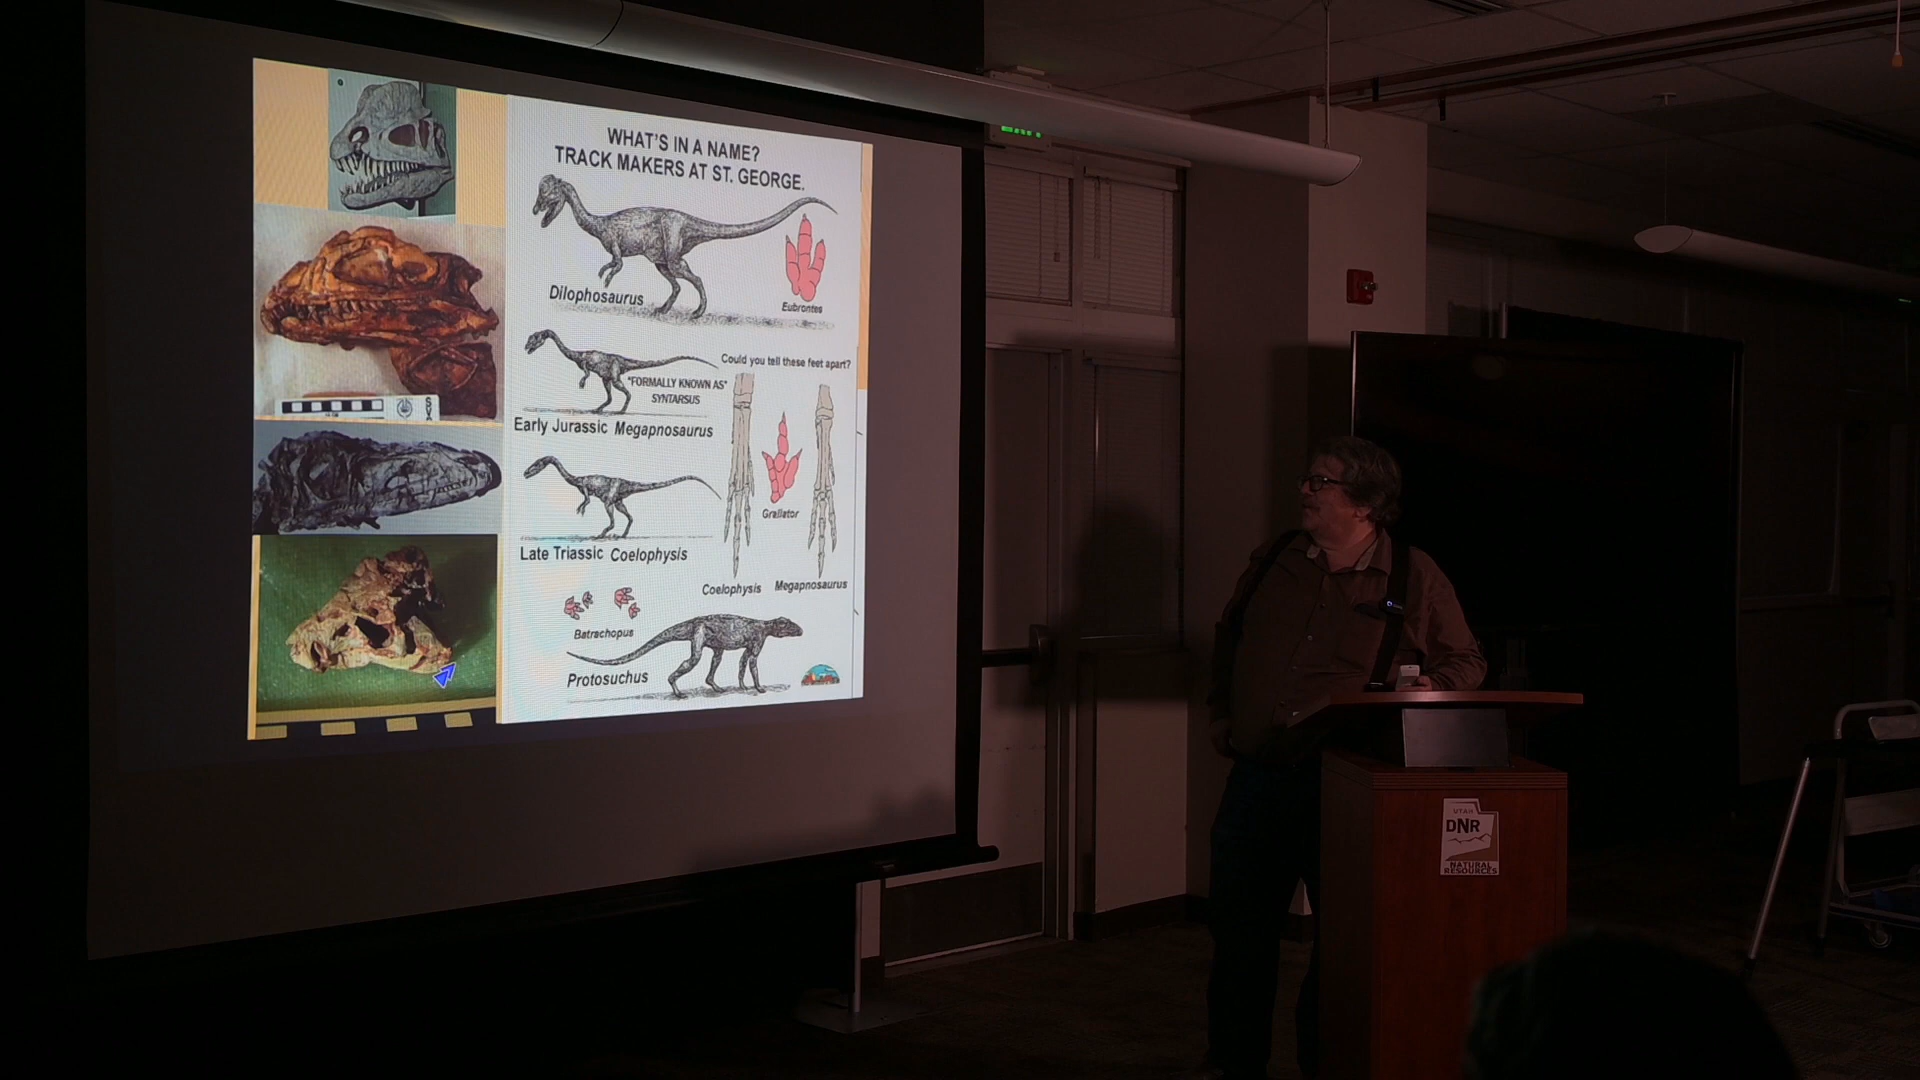 WHAT'S IN A NAME?
TRACK MAKERS AT ST. GEORGE.
Dilophosaurus
Eubrontes
Could you tell these feet apart?
"FORMALLY KNOWN AS"
SYNTARSUS
Early Jurassic Megapnosaurus
Grallator
Late Triassic Coelophysis
Coelophysis
Megapnosaurus
Batrachopus
Protosuchus
UTAH
DNR
NATURAL
RESOURCES